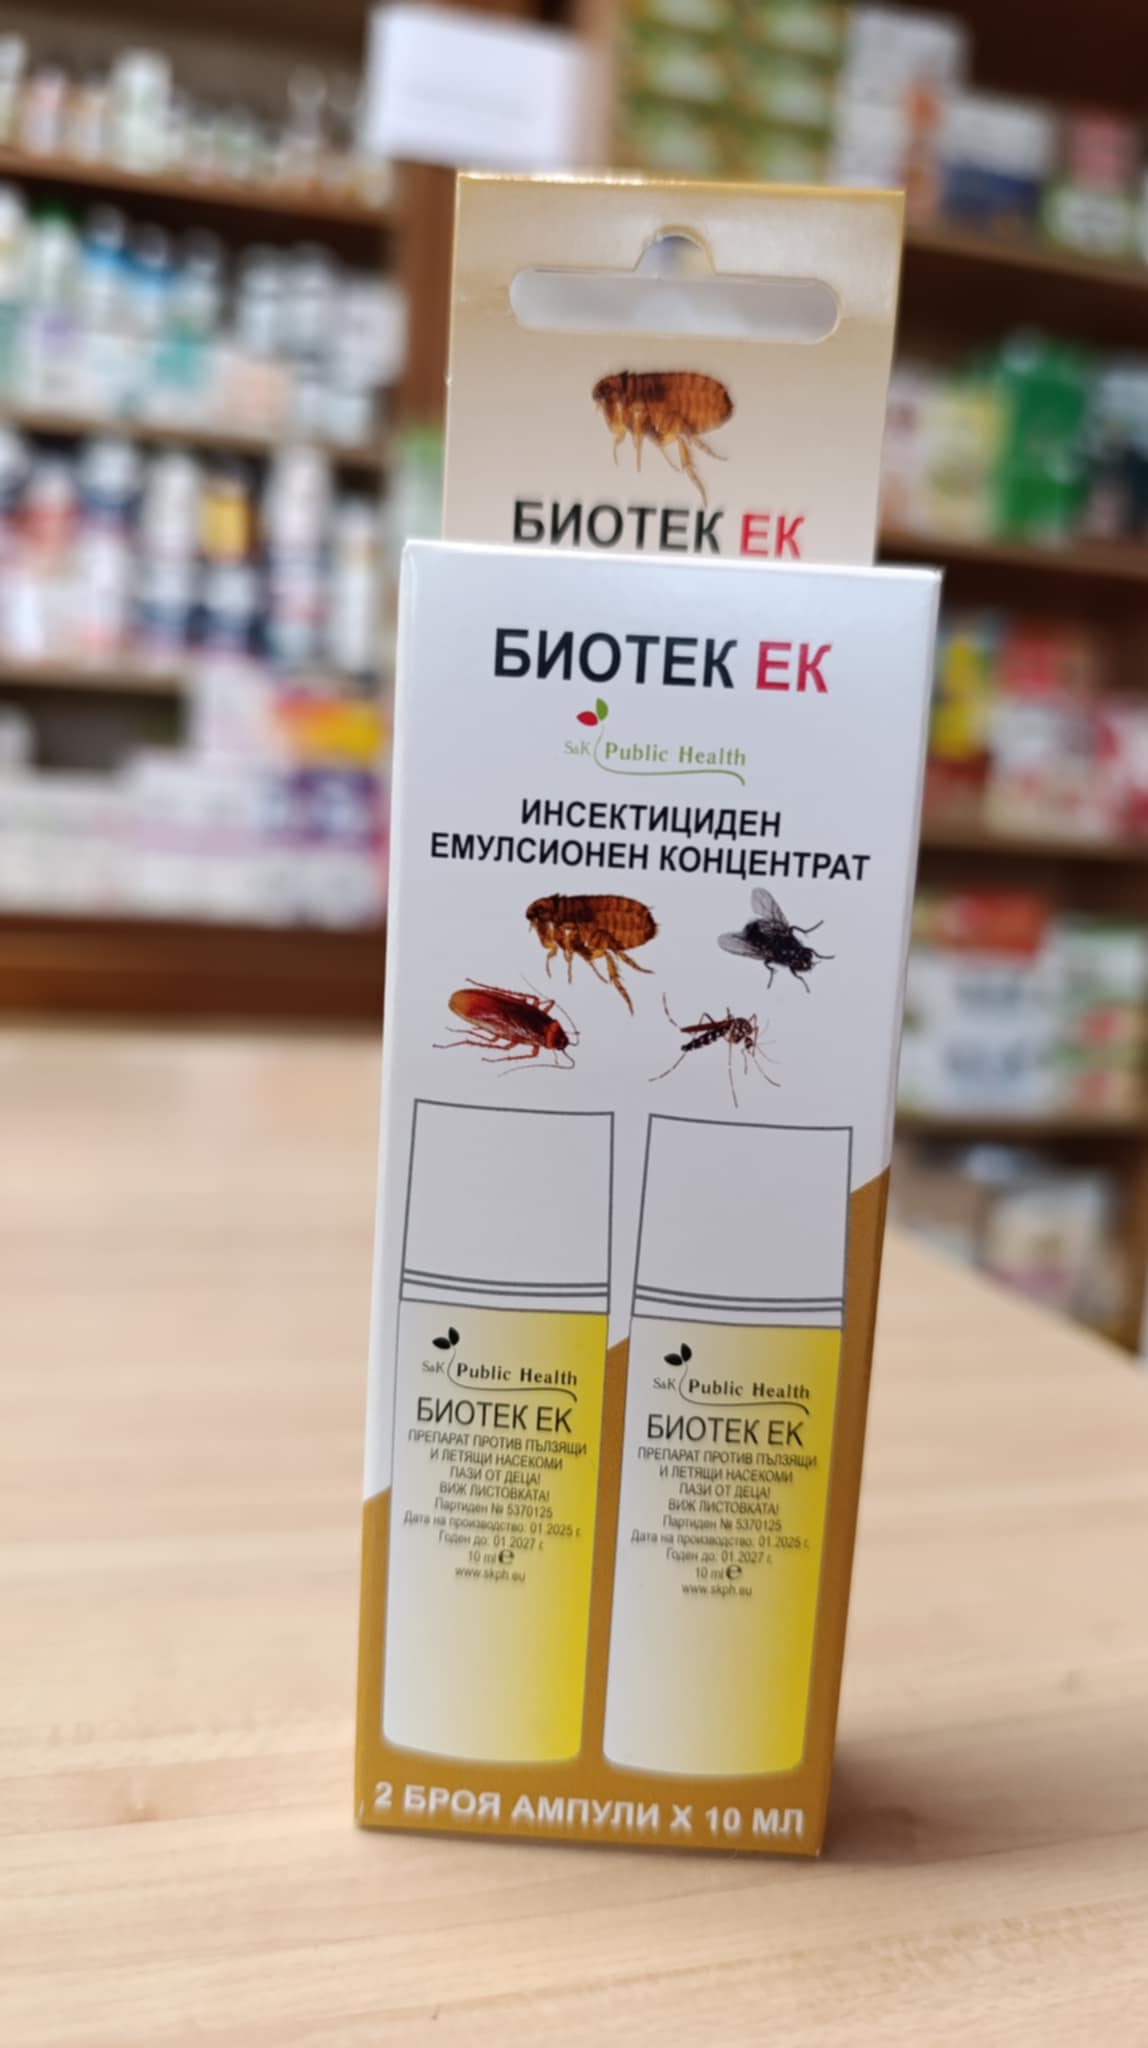 БИОТЕК ЕК
БИОТЕК ЕК
S&K Public Health
ИНСЕКТИЦИДЕН
ЕМУЛСИОНЕН КОНЦЕНТРАТ
S&K Public Health
БИОТЕК ЕК
ПРЕПАРАТ ПРОТИВ ПЪЛЗЯЩИ
И ЛЕТЯЩИ НАСЕКОМИ
ПАЗИ ОТ ДЕЦА!
ВИЖ ЛИСТОВКАТА!
Партиден № 5370125
Дата на производство: 01.2025 г.
Годен до: 01.2027 г.
10 ml ℮
www.skph.eu
S&K Public Health
БИОТЕК ЕК
ПРЕПАРАТ ПРОТИВ ПЪЛЗЯЩИ
И ЛЕТЯЩИ НАСЕКОМИ
ПАЗИ ОТ ДЕЦА!
ВИЖ ЛИСТОВКАТА!
Партиден № 5370125
Дата на производство: 01.2025 г.
Годен до: 01.2027 г.
10 ml ℮
www.skph.eu
2 БРОЯ АМПУЛИ Х 10 МЛ